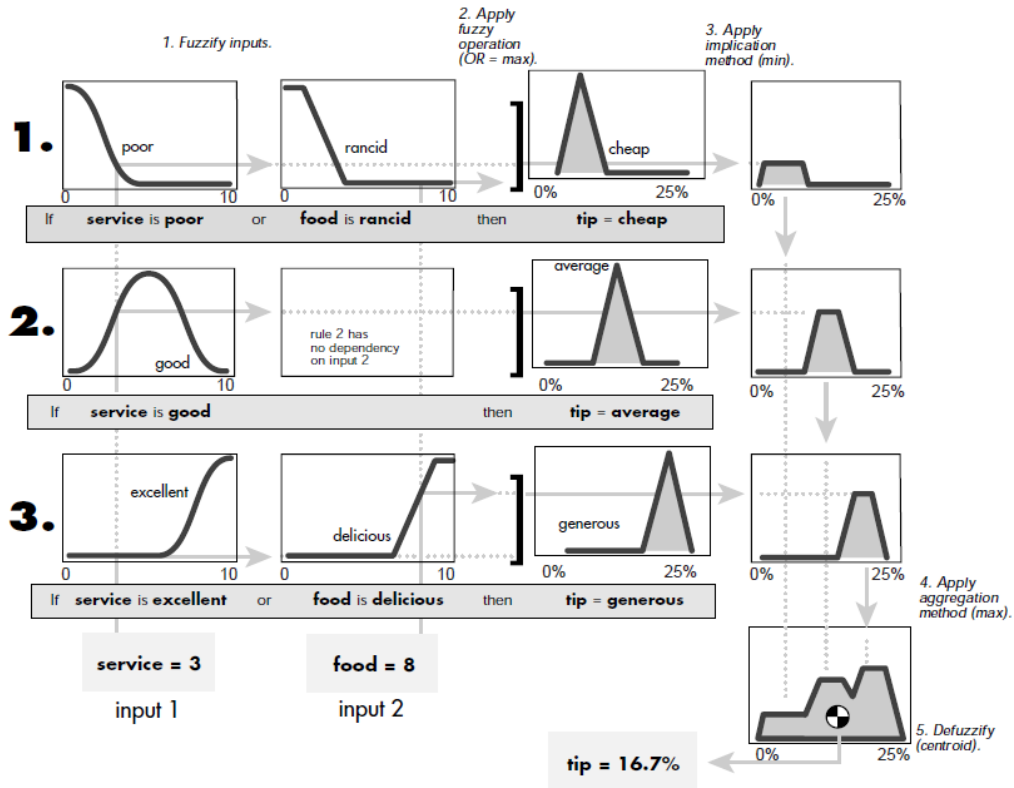 1. Fuzzify inputs.
2. Apply
fuzzy
operation
(OR = max).
3. Apply
implication
method (min).
1.
poor
0 10
rancid
0 10
cheap
0% 25%
0% 25%
If service is poor or food is rancid then tip = cheap
2.
good
0 10
rule 2 has
no dependency
on input 2
average
0% 25%
0% 25%
If service is good then tip = average
3.
excellent
0 10
delicious
0 10
generous
0% 25%
0% 25%
If service is excellent or food is delicious then tip = generous
4. Apply
aggregation
method (max).
service = 3
input 1
food = 8
input 2
0% 25%
5. Defuzzify
(centroid).
tip = 16.7%